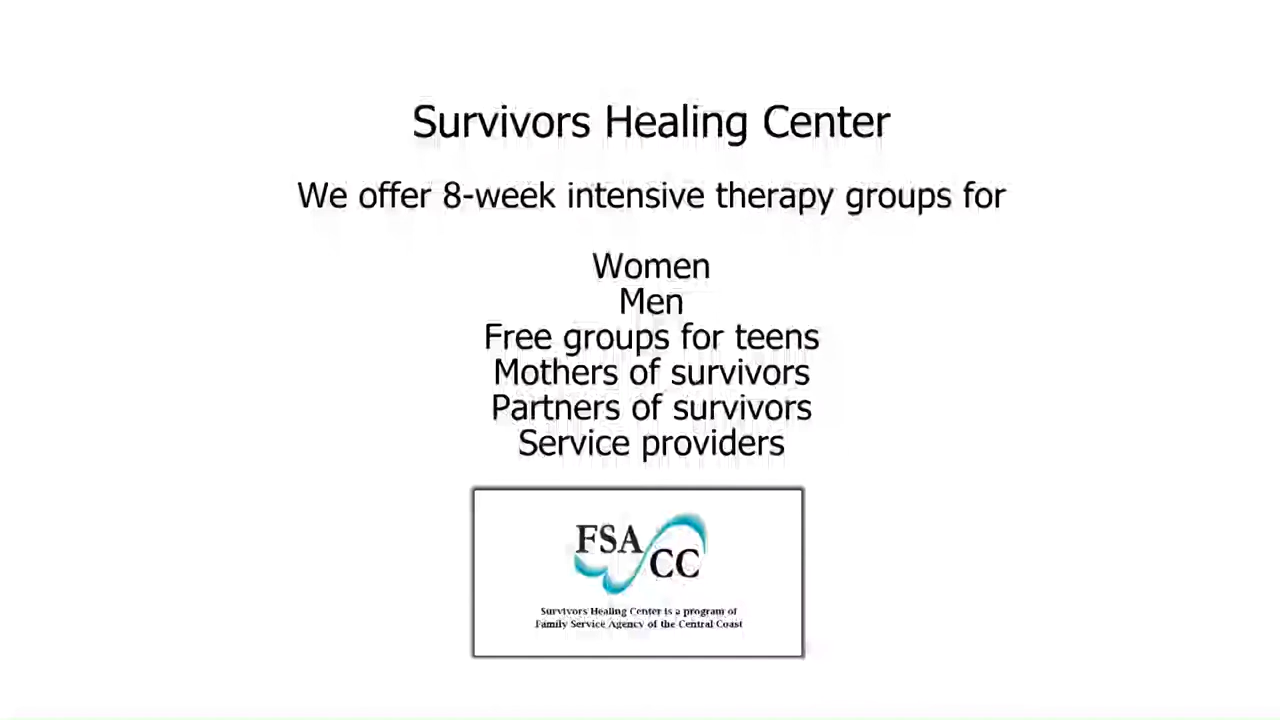 Survivors Healing Center
We offer 8-week intensive therapy groups for
Women
Men
Free groups for teens
Mothers of survivors
Partners of survivors
Service providers
FSA
CC
Survivors Healing Center is a program of
Family Service Agency of the Central Coast